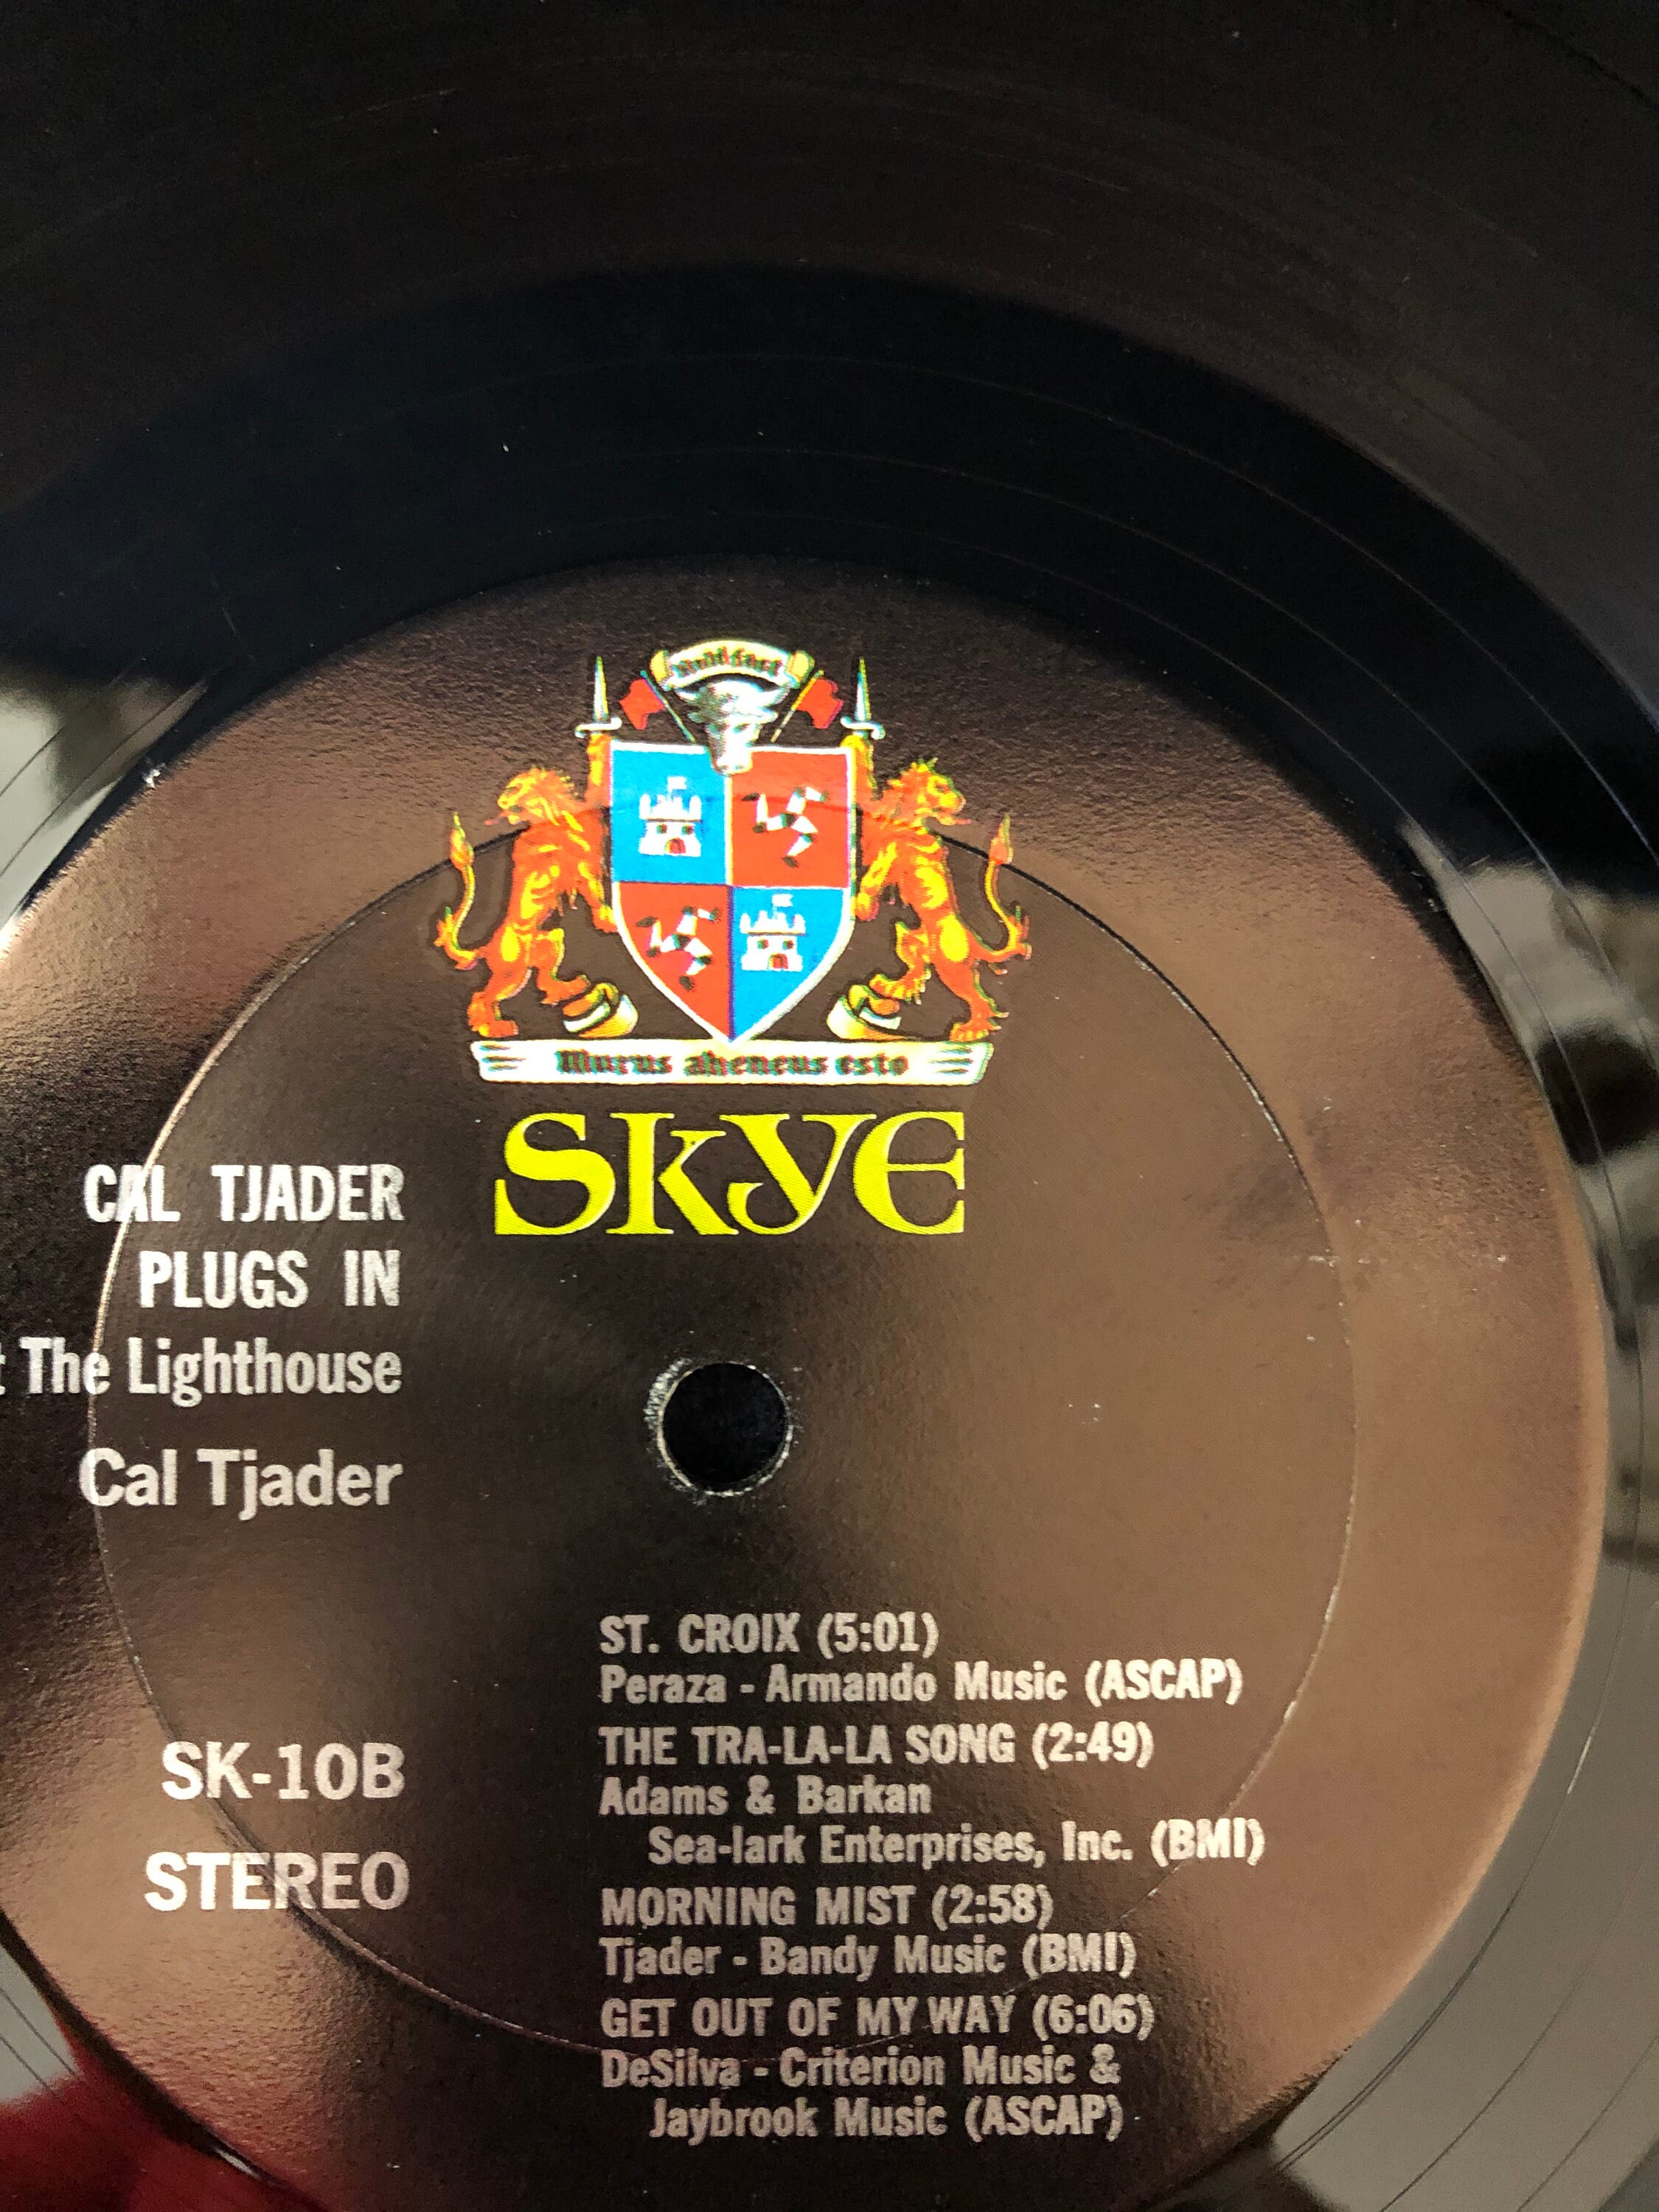 Hold fast
Murus aheneus esto
SKYE
CAL TJADER
PLUGS IN
The Lighthouse
Cal Tjader
SK-10B
STEREO
ST. CROIX (5:01)
Peraza - Armando Music (ASCAP)
THE TRA-LA-LA SONG (2:49)
Adams & Barkan
Sea-lark Enterprises, Inc. (BMI)
MORNING MIST (2:58)
Tjader - Bandy Music (BMI)
GET OUT OF MY WAY (6:06)
DeSilva - Criterion Music &
Jaybrook Music (ASCAP)